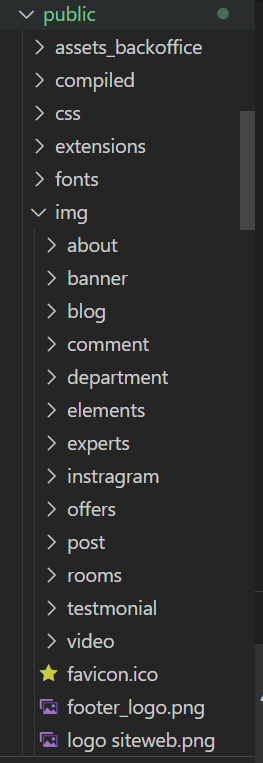 public
assets_backoffice
compiled
css
extensions
fonts
img
about
banner
blog
comment
department
elements
experts
instragram
offers
post
rooms
testmonial
video
favicon.ico
footer_logo.png
logo siteweb.png